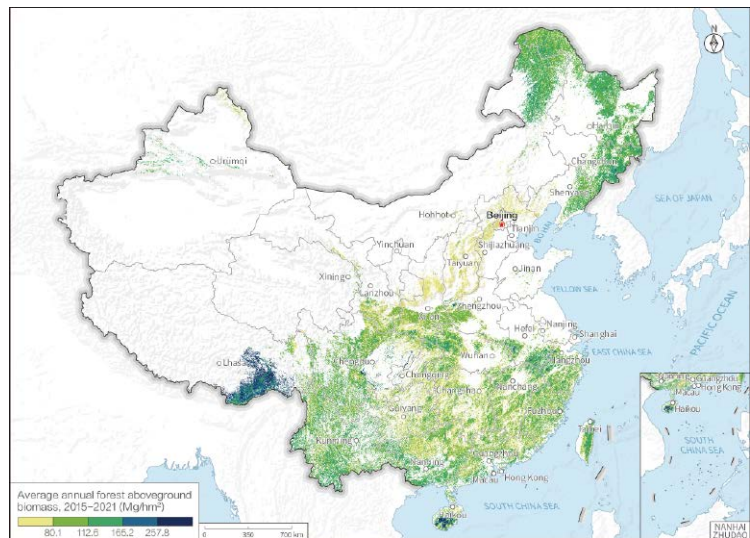 N
Harbin
Changchun
Urumqi
Shenyang
SEA OF JAPAN
Hohhot
Beijing
Tianjin
BO HAI
Yinchuan
Shijiazhuang
Taiyuan
Xining
Jinan
Lanzhou
YELLOW SEA
Zhengzhou
Xi'an
PACIFIC OCEAN
Nanjing
Hefei
Shanghai
EAST CHINA SEA
Wuhan
Hangzhou
Lhasa
Chengdu
Chongqing
Nanchang
Changsha
Guiyang
Fuzhou
Kunming
Taipei
Nanning
Guangzhou
Hong Kong
Macau
SOUTH CHINA SEA
Haikou
Guangzhou
Hong Kong
Macau
Haikou
SOUTH
CHINA SEA
NANHAI
ZHUDAO
Average annual forest aboveground
biomass, 2015–2021 (Mg/hm²)
80.1 112.6 165.2 257.8
0 350 700 km